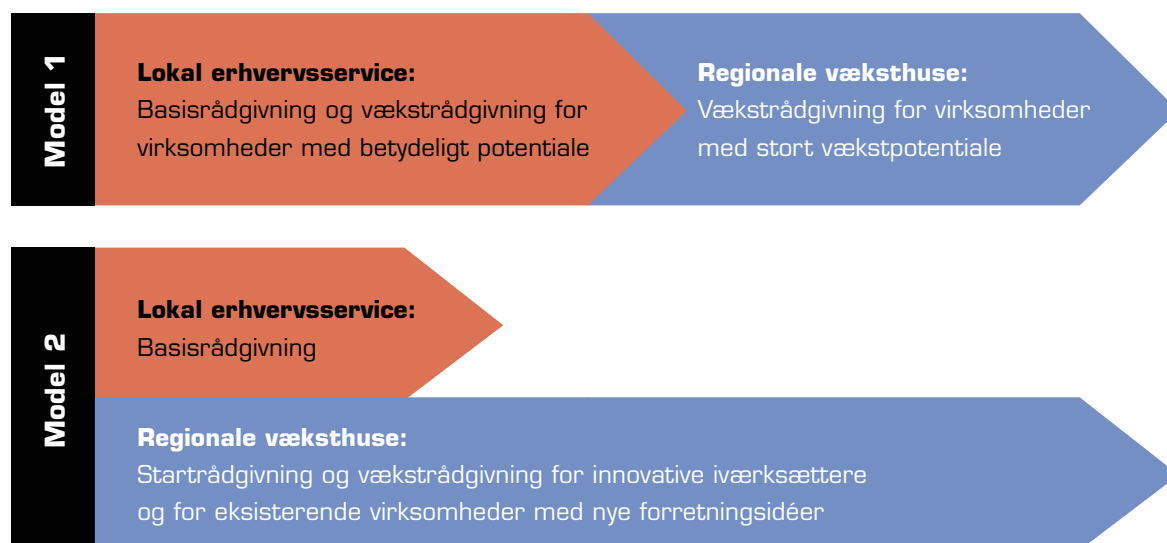 Model 1
Lokal erhvervsservice:
Basisrådgivning og vækstrådgivning for
virksomheder med betydeligt potentiale
Regionale væksthuse:
Vækstrådgivning for virksomheder
med stort vækstpotentiale
Model 2
Lokal erhvervsservice:
Basisrådgivning
Regionale væksthuse:
Startrådgivning og vækstrådgivning for innovative iværksættere
og for eksisterende virksomheder med nye forretningsidéer